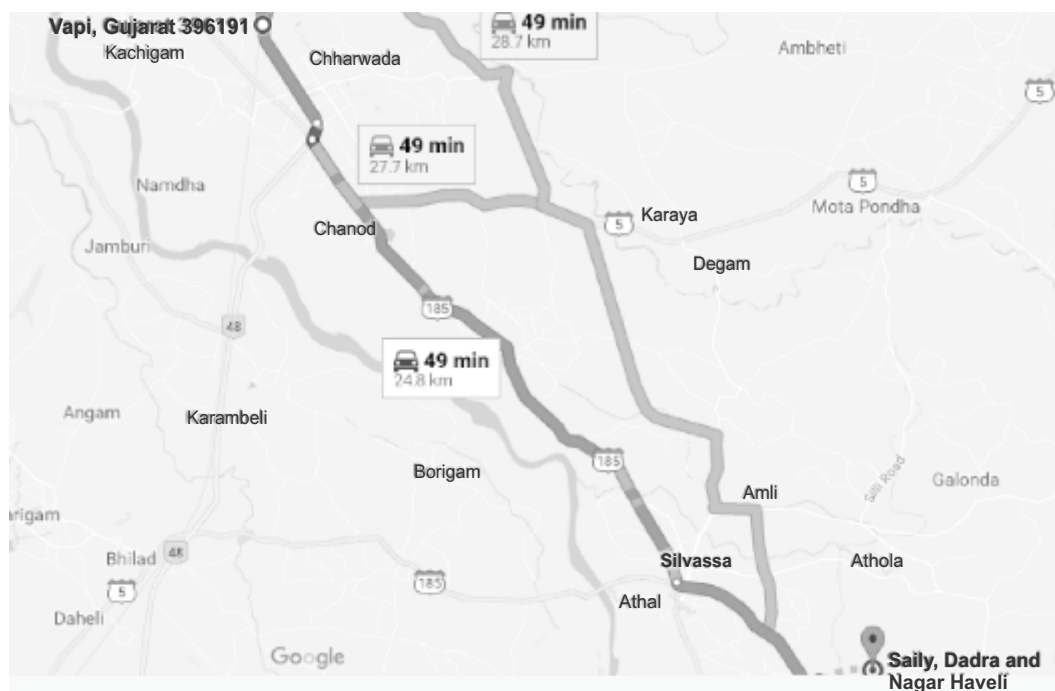 Vapi, Gujarat 396191
49 min
28.7 km
Kachigam
Chharwada
Ambheti
5
49 min
27.7 km
Namdha
5
Mota Pondha
Karaya
5
Chanod
Jamburi
Degam
185
48
49 min
24.8 km
Angam
Karambeli
185
Borigam
Silli Road
Galonda
Amli
arigam
Bhilad
48
Silvassa
Athola
185
5
Athal
Daheli
Google
Saily, Dadra and
Nagar Haveli